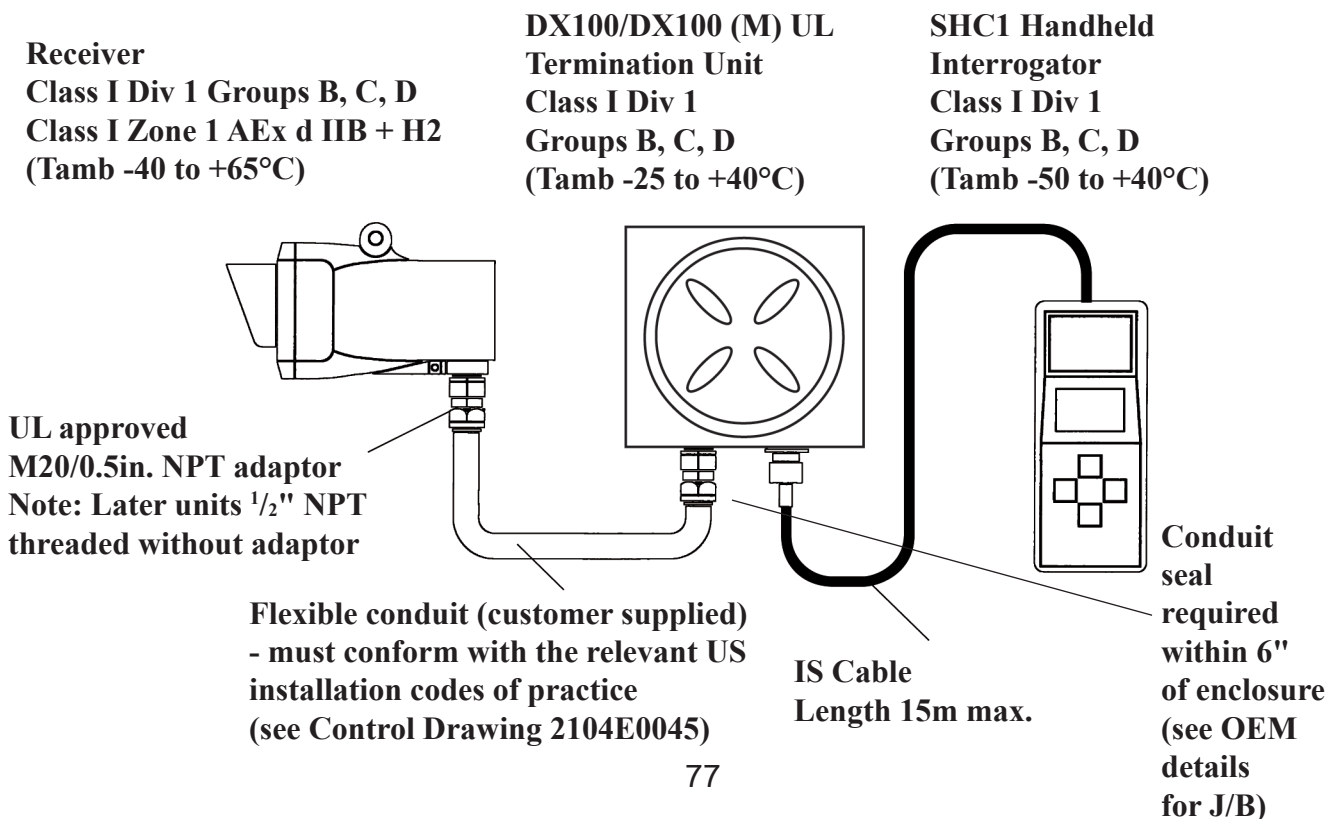 Receiver
Class I Div 1 Groups B, C, D
Class I Zone 1 AEx d IIB + H2
(Tamb -40 to +65°C)
DX100/DX100 (M) UL
Termination Unit
Class I Div 1
Groups B, C, D
(Tamb -25 to +40°C)
SHC1 Handheld
Interrogator
Class I Div 1
Groups B, C, D
(Tamb -50 to +40°C)
UL approved
M20/0.5in. NPT adaptor
Note: Later units 1/2" NPT
threaded without adaptor
Flexible conduit (customer supplied)
- must conform with the relevant US
installation codes of practice
(see Control Drawing 2104E0045)
IS Cable
Length 15m max.
Conduit
seal
required
within 6"
of enclosure
(see OEM
details
for J/B)
77